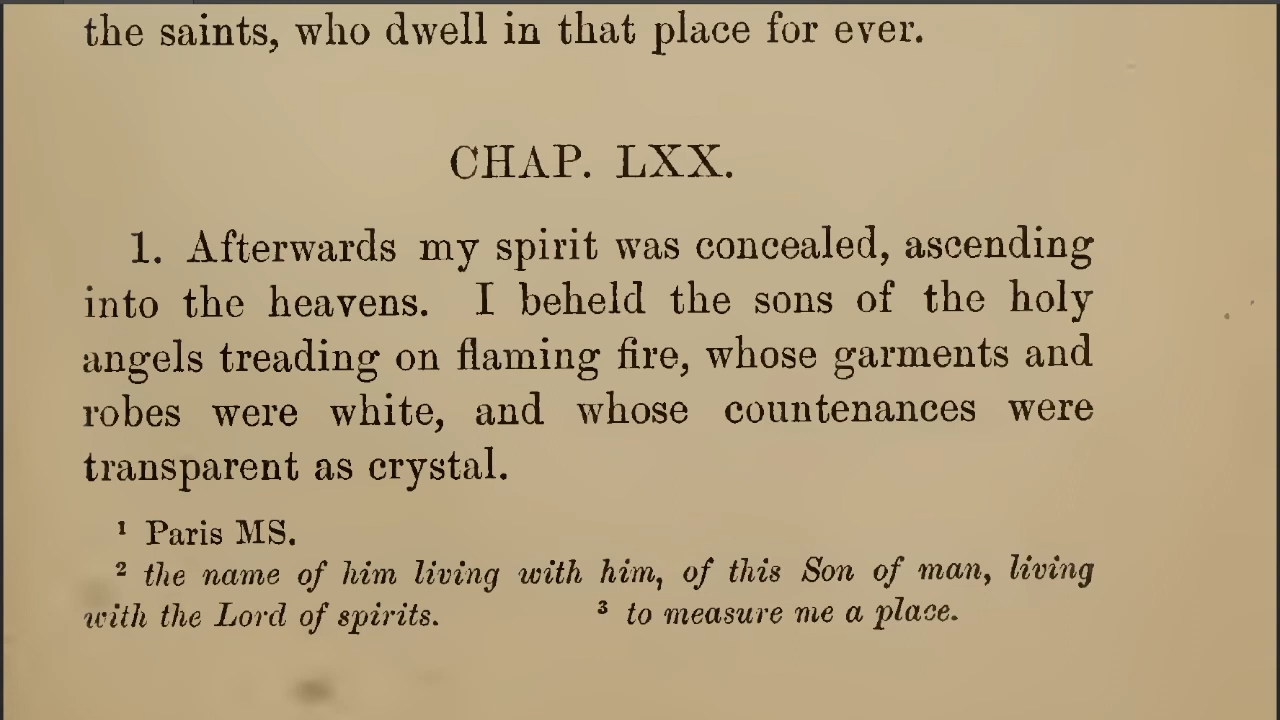 the saints, who dwell in that place for ever.
CHAP. LXX.
1. Afterwards my spirit was concealed, ascending
into the heavens. I beheld the sons of the holy
angels treading on flaming fire, whose garments and
robes were white, and whose countenances were
transparent as crystal.
¹ Paris MS.
² the name of him living with him, of this Son of man, living
with the Lord of spirits. ³ to measure me a place.